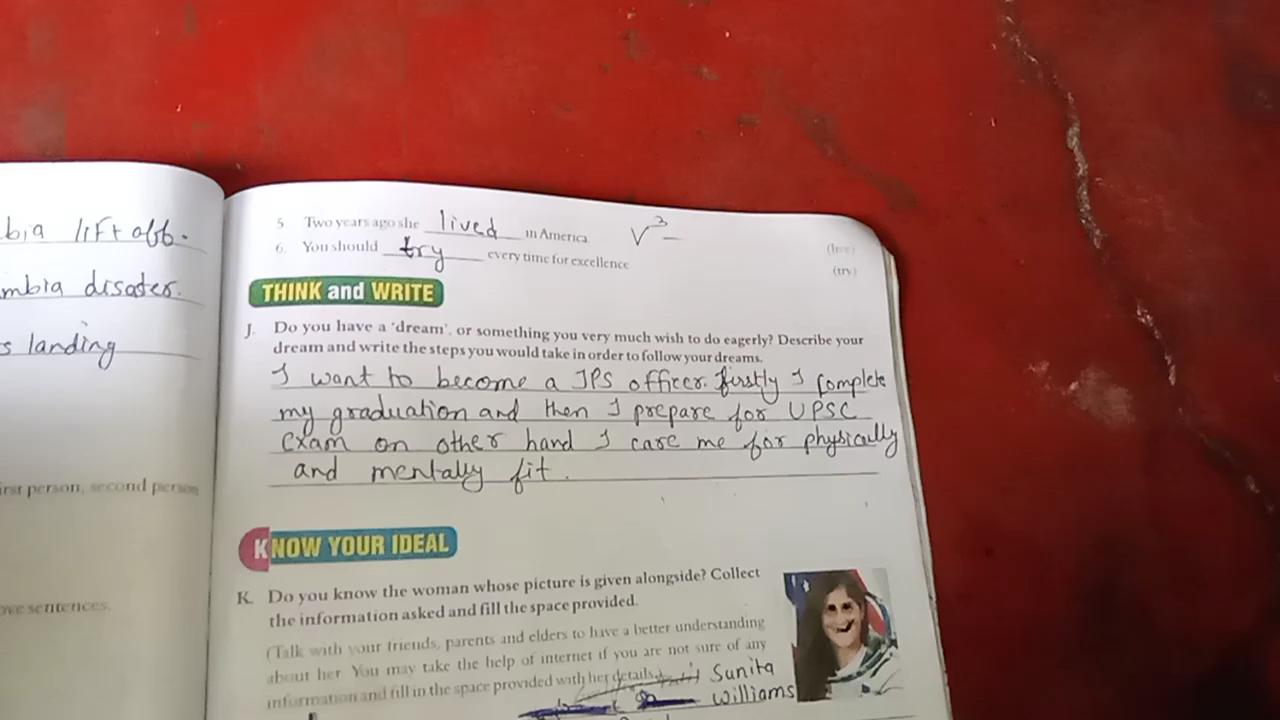 bia lift off.
mbia disaster.
s landing
irst person, second person
ove sentences.
5. Two years ago she lived in America. V³ (live)
6. You should try every time for excellence (try)
THINK and WRITE
J. Do you have a 'dream', or something you very much wish to do eagerly? Describe your
dream and write the steps you would take in order to follow your dreams.
I want to become a IPS officer. firstly I complete
my graduation and then I prepare for UPSC
exam on other hand I care me for physically
and mentally fit.
KNOW YOUR IDEAL
K. Do you know the woman whose picture is given alongside? Collect
the information asked and fill the space provided.
(Talk with your friends, parents and elders to have a better understanding
about her. You may take the help of internet if you are not sure of any
information and fill in the space provided with her details.
Sunita
Williams